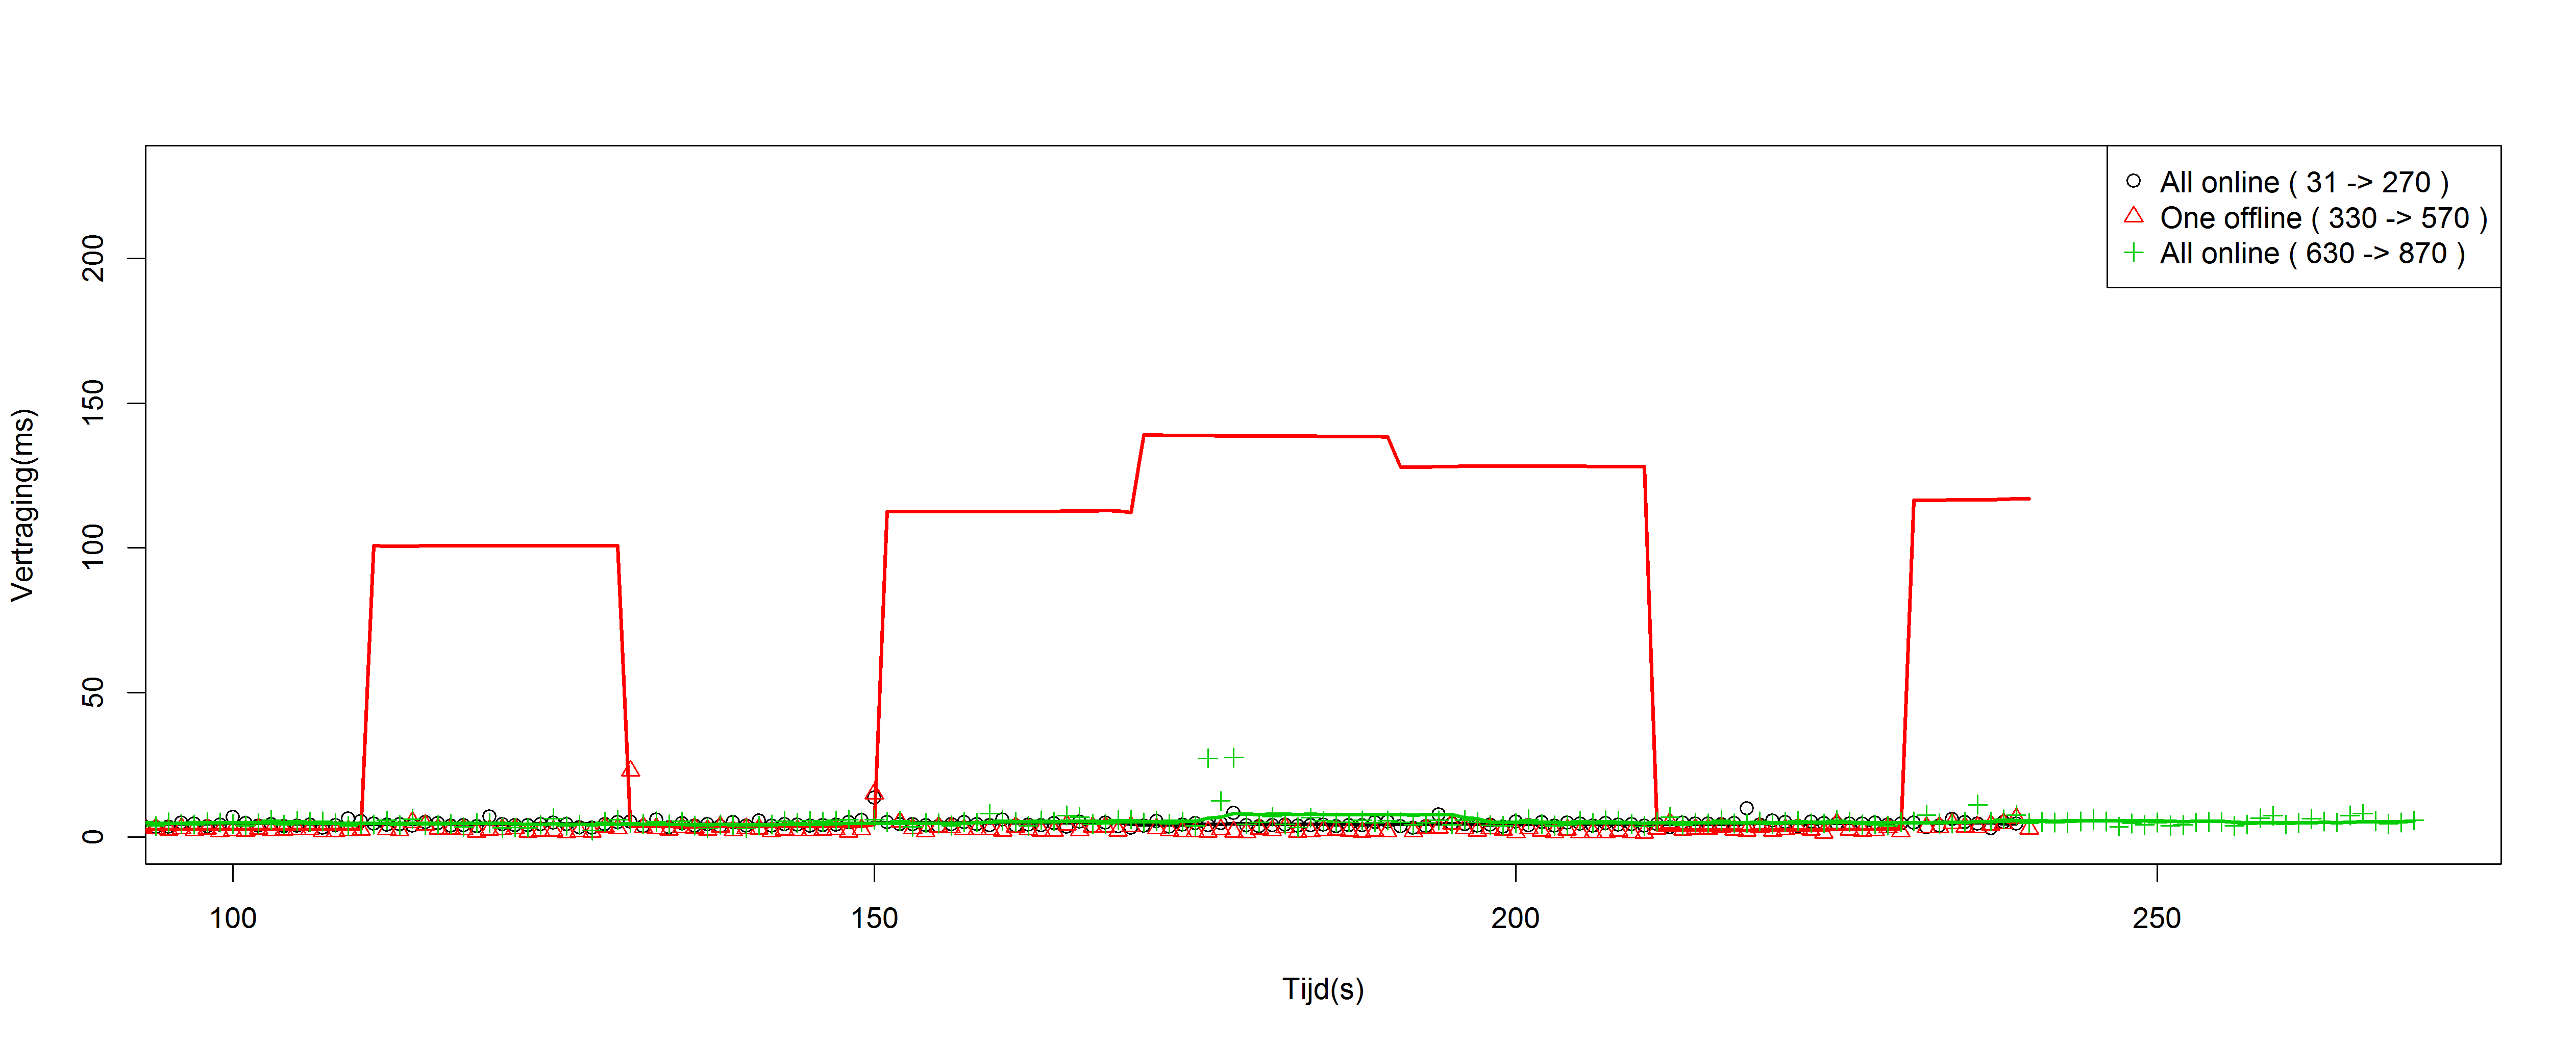 All online ( 31 -> 270 )
One offline ( 330 -> 570 )
All online ( 630 -> 870 )
Vertraging(ms)
200
150
100
50
0
100
150
200
250
Tijd(s)